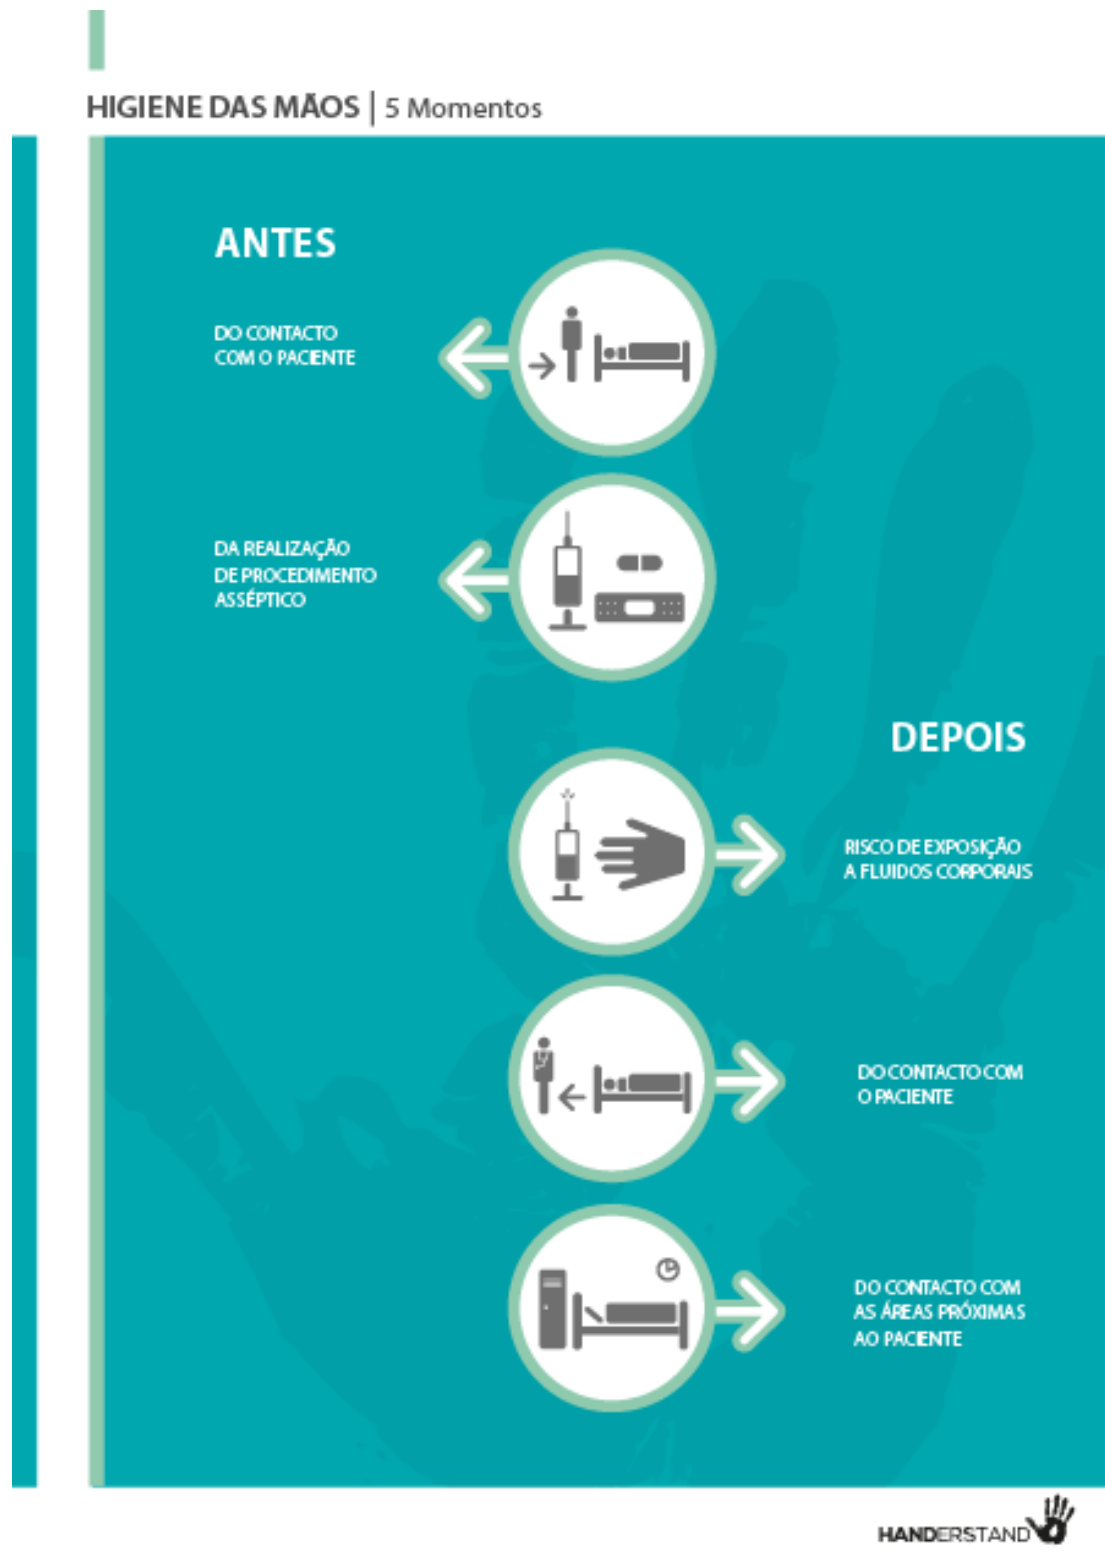 HIGIENE DAS MÃOS | 5 Momentos
ANTES
DO CONTACTO
COM O PACIENTE
DA REALIZAÇÃO
DE PROCEDIMENTO
ASSÉPTICO
DEPOIS
RISCO DE EXPOSIÇÃO
A FLUIDOS CORPORAIS
DO CONTACTO COM
O PACIENTE
DO CONTACTO COM
AS ÁREAS PRÓXIMAS
AO PACIENTE
HANDERSTAND